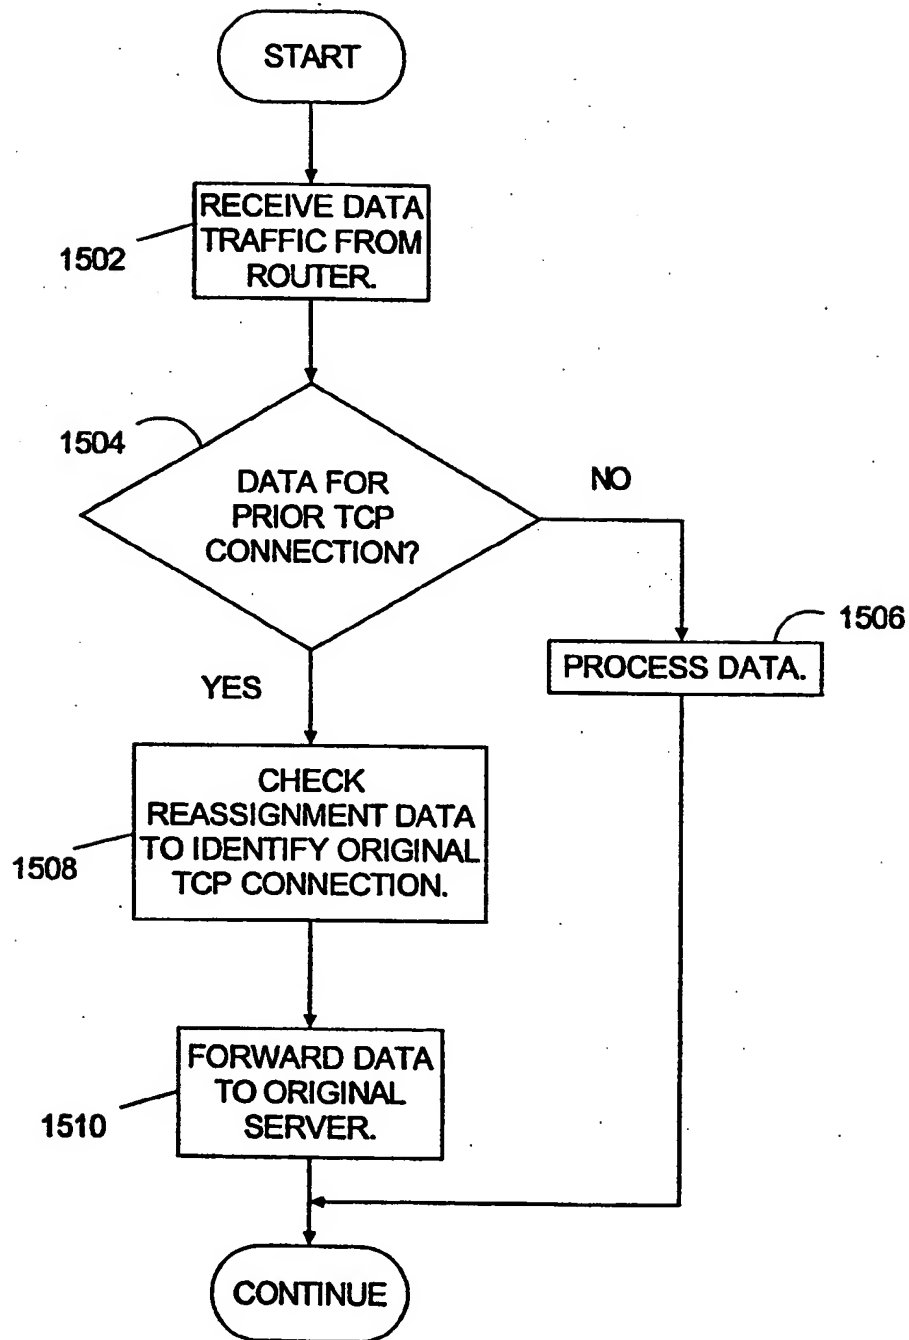 START
RECEIVE DATA
TRAFFIC FROM
ROUTER.
1502
1504
DATA FOR
PRIOR TCP
CONNECTION?
NO
1506
PROCESS DATA.
YES
CHECK
REASSIGNMENT DATA
TO IDENTIFY ORIGINAL
TCP CONNECTION.
1508
FORWARD DATA
TO ORIGINAL
SERVER.
1510
CONTINUE